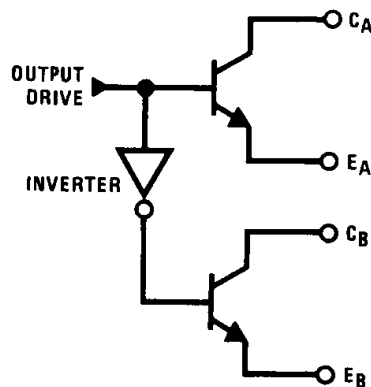 C_A
OUTPUT
DRIVE
E_A
INVERTER
C_B
E_B